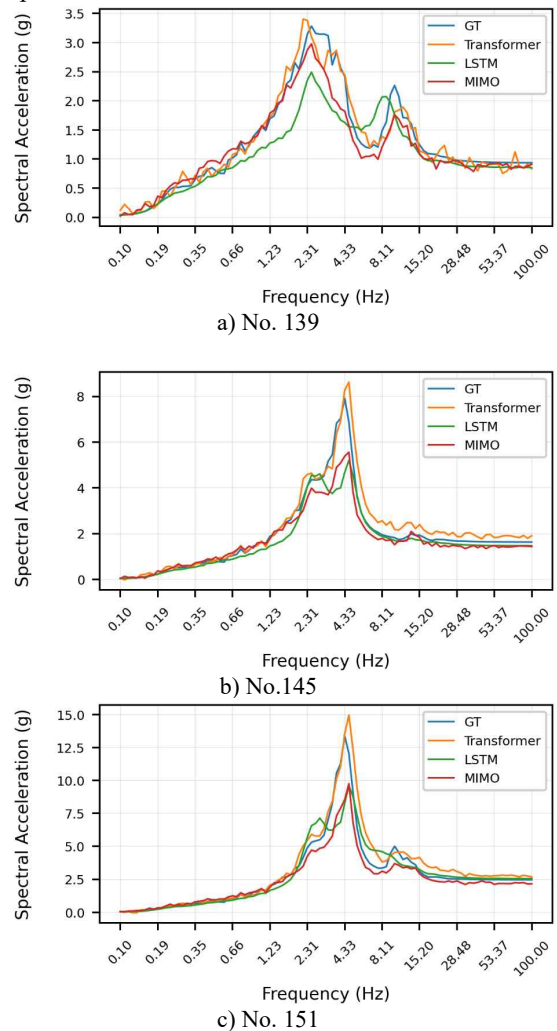 Spectral Acceleration (g)
3.5
3.0
2.5
2.0
1.5
1.0
0.5
0.0
GT
Transformer
LSTM
MIMO
0.10 0.19 0.35 0.66 1.23 2.31 4.33 8.11 15.20 28.48 53.37 100.00
Frequency (Hz)
a) No. 139
Spectral Acceleration (g)
8
6
4
2
0
GT
Transformer
LSTM
MIMO
0.10 0.19 0.35 0.66 1.23 2.31 4.33 8.11 15.20 28.48 53.37 100.00
Frequency (Hz)
b) No.145
Spectral Acceleration (g)
15.0
12.5
10.0
7.5
5.0
2.5
0.0
GT
Transformer
LSTM
MIMO
0.10 0.19 0.35 0.66 1.23 2.31 4.33 8.11 15.20 28.48 53.37 100.00
Frequency (Hz)
c) No. 151